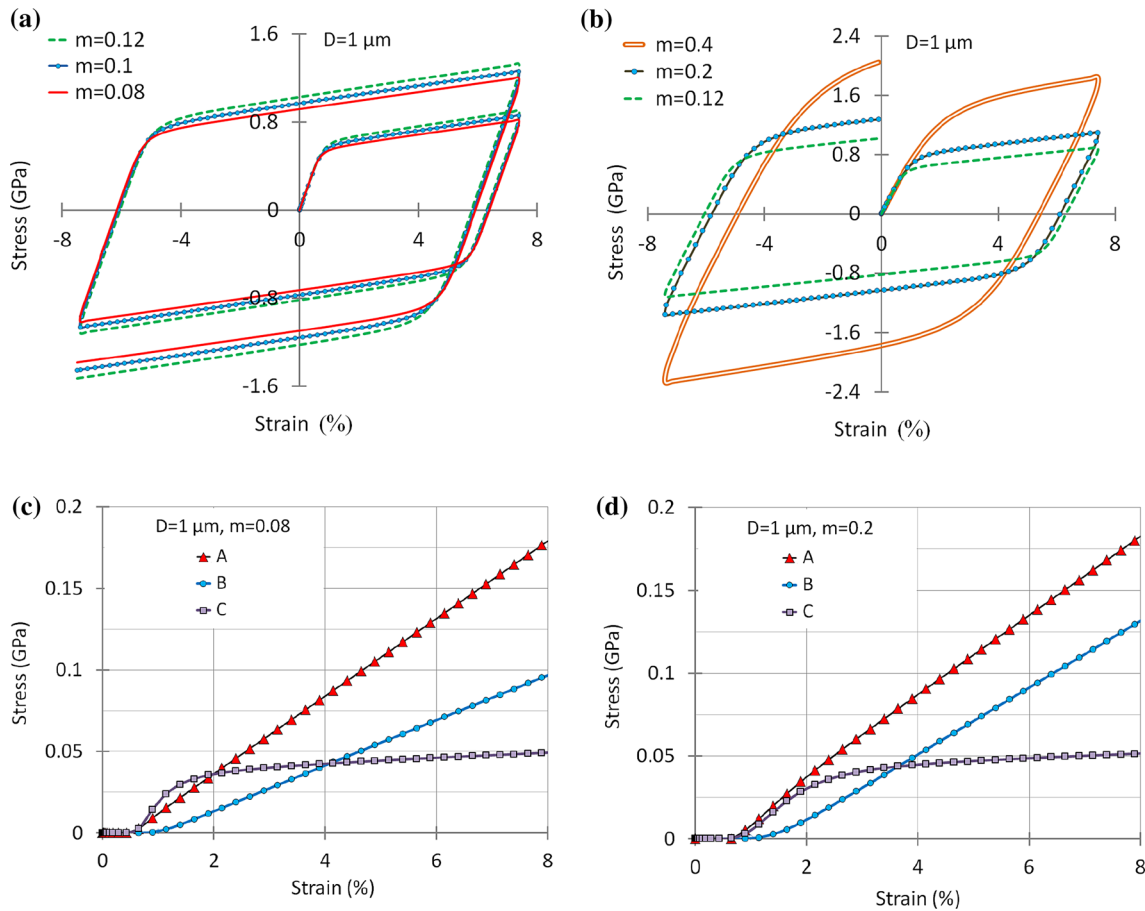 (a)
m=0.12
m=0.1
m=0.08
D=1 µm
1.6
0.8
0
-0.8
-1.6
-8
-4
0
4
8
Stress (GPa)
Strain (%)
(b)
m=0.4
m=0.2
m=0.12
D=1 µm
2.4
1.6
0.8
0
-0.8
-1.6
-2.4
-8
-4
0
4
8
Stress (GPa)
Strain (%)
(c)
D=1 µm, m=0.08
A
B
C
0.2
0.15
0.1
0.05
0
0
2
4
6
8
Stress (GPa)
Strain (%)
(d)
D=1 µm, m=0.2
A
B
C
0.2
0.15
0.1
0.05
0
0
2
4
6
8
Stress (GPa)
Strain (%)